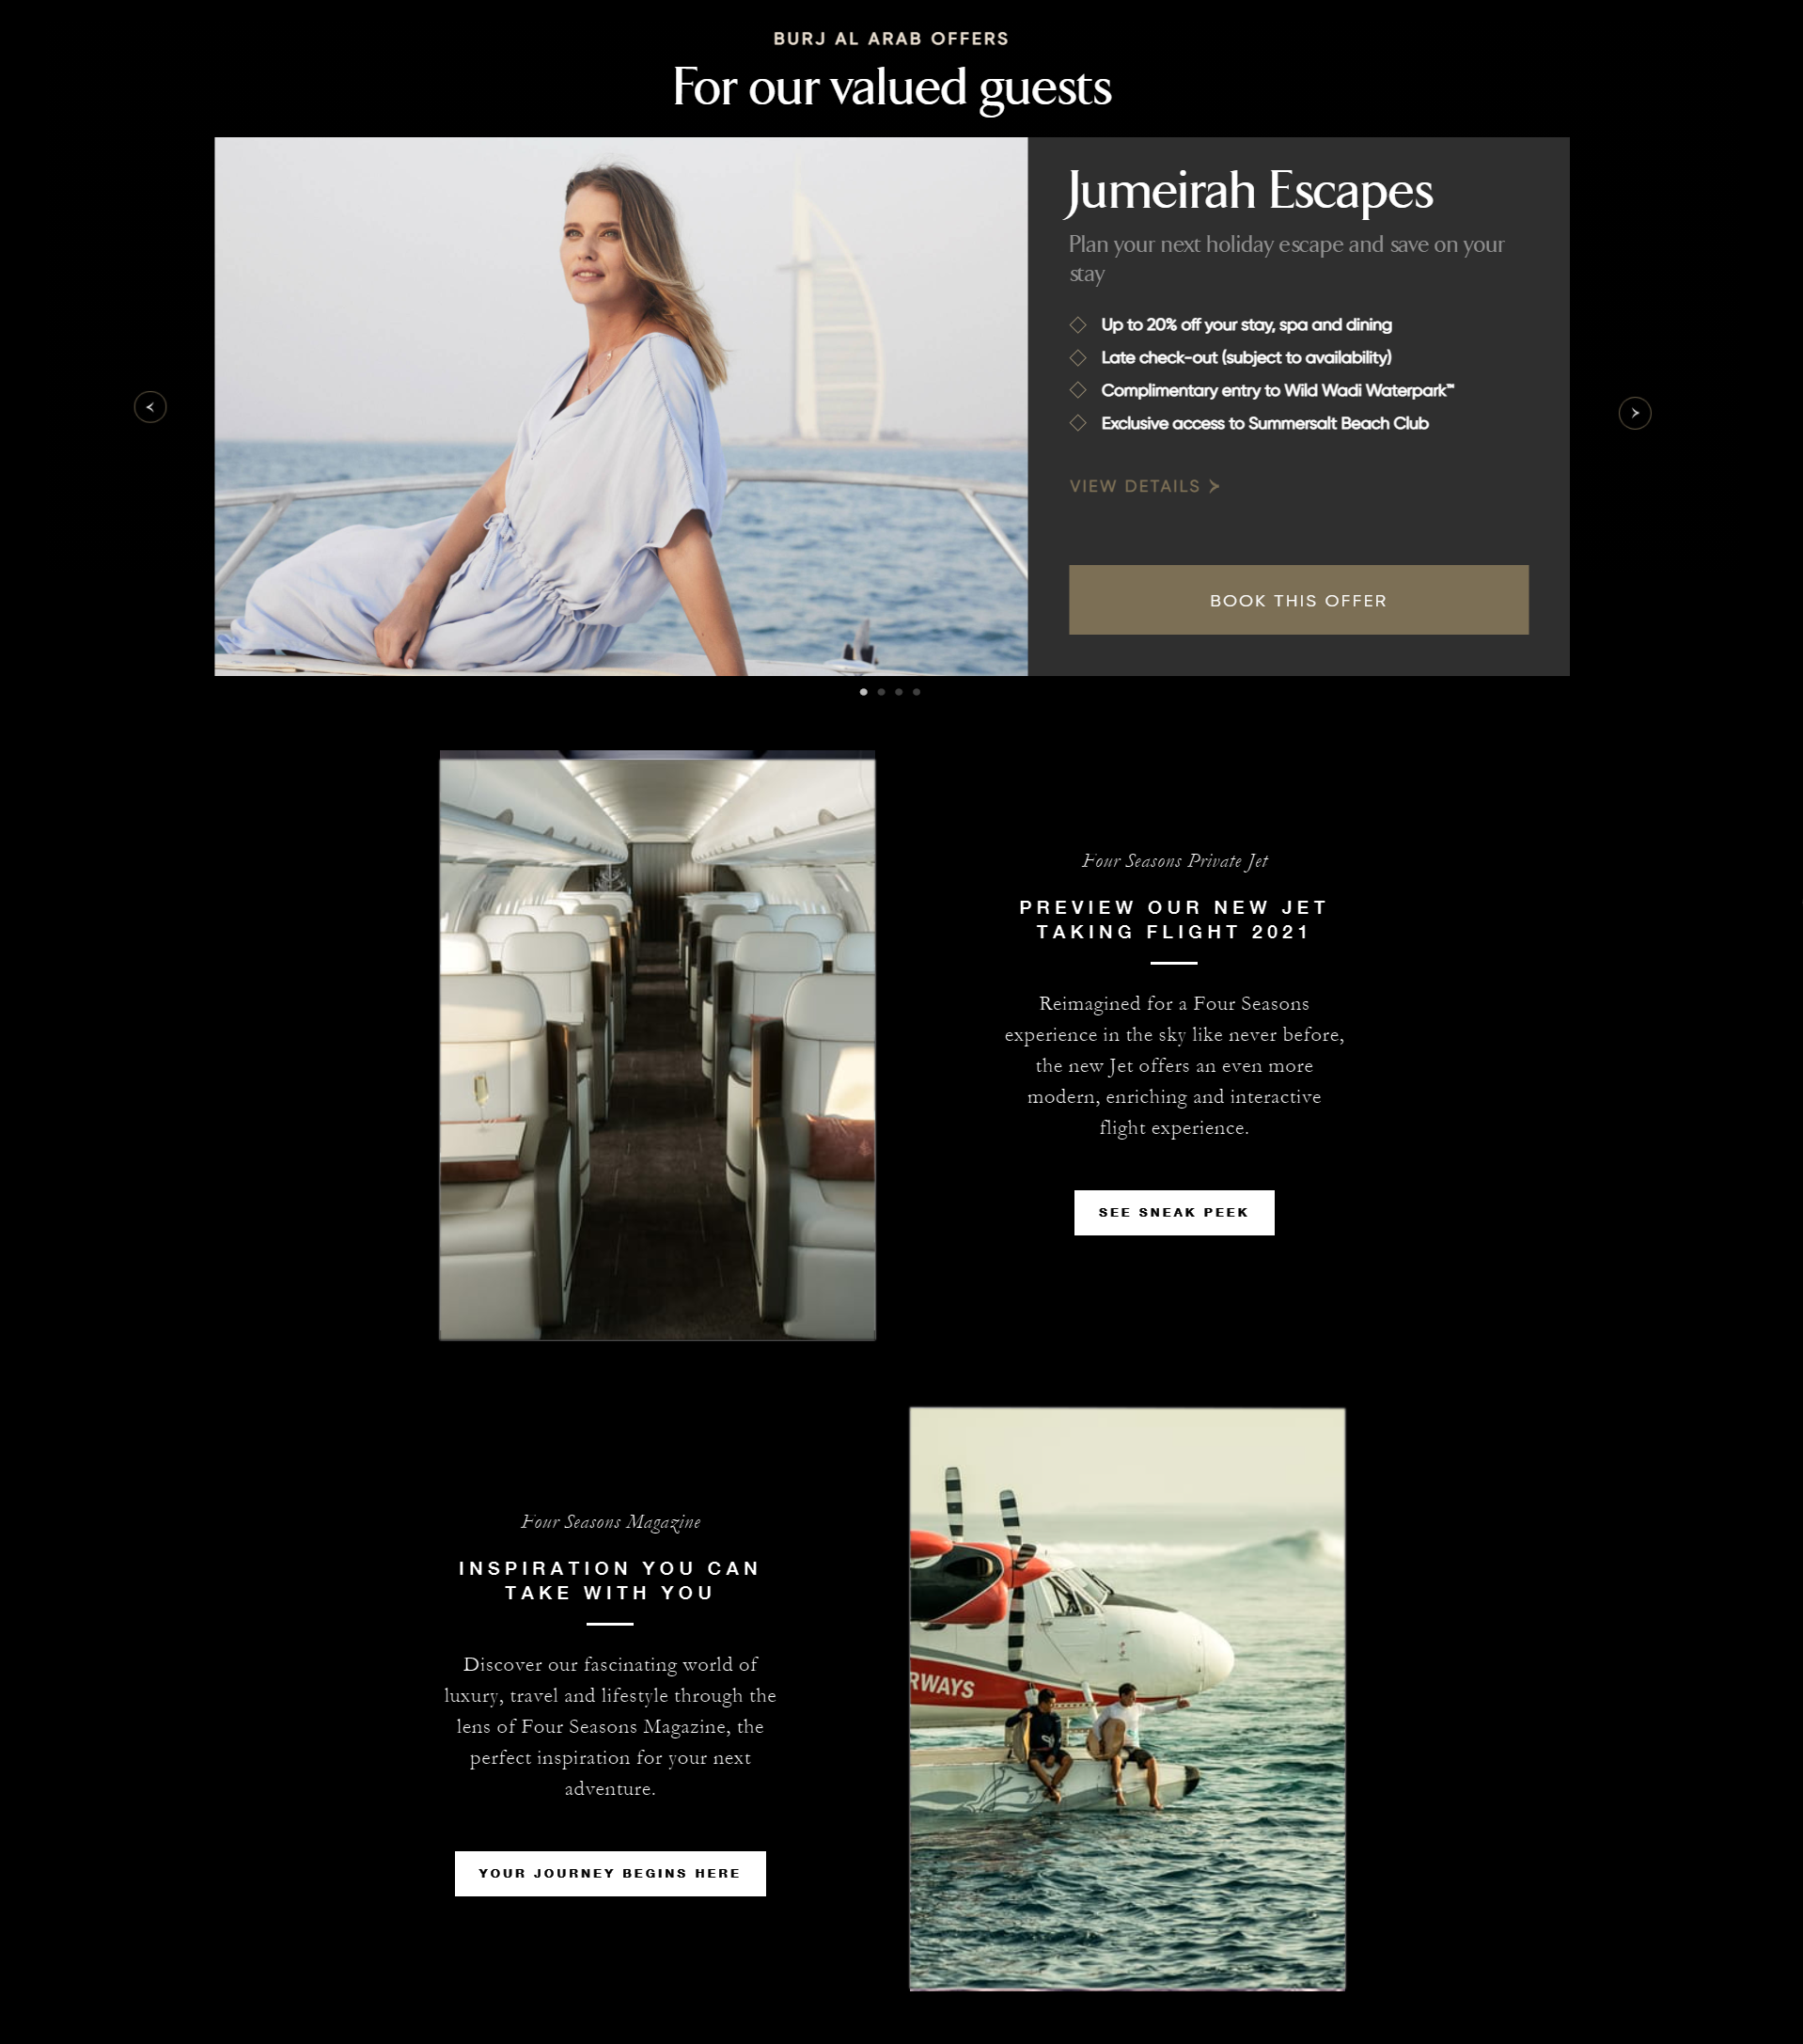 BURJ AL ARAB OFFERS
For our valued guests
Jumeirah Escapes
Plan your next holiday escape and save on your
stay
Up to 20% off your stay, spa and dining
Late check-out (subject to availability)
Complimentary entry to Wild Wadi Waterpark™
Exclusive access to Summersalt Beach Club
VIEW DETAILS
BOOK THIS OFFER
Four Seasons Private Jet
PREVIEW OUR NEW JET
TAKING FLIGHT 2021
Reimagined for a Four Seasons
experience in the sky like never before,
the new Jet offers an even more
modern, enriching and interactive
flight experience.
SEE SNEAK PEEK
Four Seasons Magazine
INSPIRATION YOU CAN
TAKE WITH YOU
Discover our fascinating world of
luxury, travel and lifestyle through the
lens of Four Seasons Magazine, the
perfect inspiration for your next
adventure.
YOUR JOURNEY BEGINS HERE
RWAYS